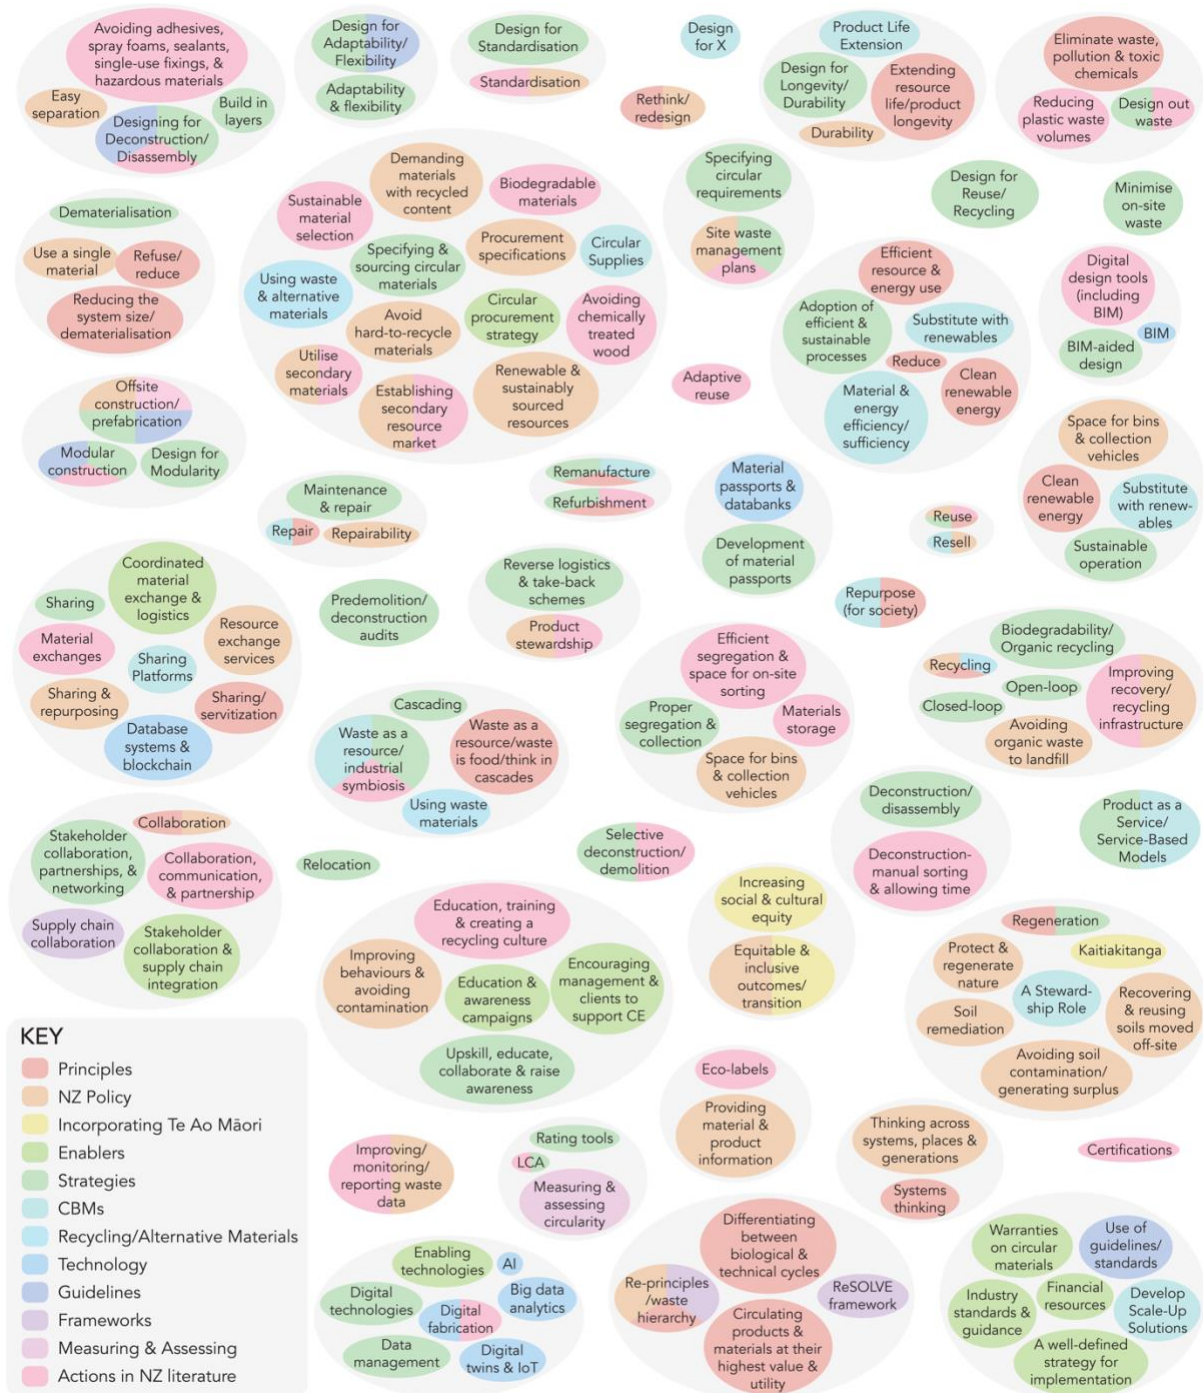 Avoiding adhesives,
spray foams, sealants,
single-use fixings, &
hazardous materials
Easy
separation
Build in
layers
Designing for
Deconstruction/
Disassembly
Design for
Adaptability/
Flexibility
Adaptability
& flexibility
Design for
Standardisation
Standardisation
Design
for X
Rethink/
redesign
Product Life
Extension
Design for
Longevity/
Durability
Extending
resource
life/product
longevity
Durability
Eliminate waste,
pollution & toxic
chemicals
Reducing
plastic waste
volumes
Design out
waste
Dematerialisation
Use a single
material
Refuse/
reduce
Reducing the
system size/
dematerialisation
Demanding
materials
with recycled
content
Biodegradable
materials
Sustainable
material
selection
Specifying &
sourcing circular
materials
Procurement
specifications
Circular
Supplies
Using waste
& alternative
materials
Avoid
hard-to-recycle
materials
Circular
procurement
strategy
Avoiding
chemically
treated
wood
Utilise
secondary
materials
Establishing
secondary
resource
market
Renewable &
sustainably
sourced
resources
Specifying
circular
requirements
Site waste
management
plans
Design for
Reuse/
Recycling
Minimise
on-site
waste
Efficient
resource &
energy use
Adoption of
efficient &
sustainable
processes
Substitute with
renewables
Reduce
Material &
energy
efficiency/
sufficiency
Clean
renewable
energy
Digital
design tools
(including
BIM)
BIM
BIM-aided
design
Adaptive
reuse
Offsite
construction/
prefabrication
Modular
construction
Design for
Modularity
Maintenance
& repair
Repair
Repairability
Remanufacture
Refurbishment
Material
passports &
databanks
Development
of material
passports
Reuse
Resell
Space for bins
& collection
vehicles
Clean
renewable
energy
Substitute
with renew-
ables
Sustainable
operation
Coordinated
material
exchange &
logistics
Sharing
Resource
exchange
services
Material
exchanges
Sharing
Platforms
Sharing &
repurposing
Sharing/
servitization
Database
systems &
blockchain
Predemolition/
deconstruction
audits
Reverse logistics
& take-back
schemes
Product
stewardship
Repurpose
(for society)
Biodegradability/
Organic recycling
Recycling
Open-loop
Closed-loop
Improving
recovery/
recycling
infrastructure
Avoiding
organic waste
to landfill
Cascading
Waste as a
resource/
industrial
symbiosis
Waste as a
resource/waste
is food/think in
cascades
Using waste
materials
Efficient
segregation &
space for on-site
sorting
Proper
segregation &
collection
Materials
storage
Space for bins
& collection
vehicles
Deconstruction/
disassembly
Deconstruction-
manual sorting
& allowing time
Product as a
Service/
Service-Based
Models
Collaboration
Stakeholder
collaboration,
partnerships, &
networking
Collaboration,
communication,
& partnership
Supply chain
collaboration
Stakeholder
collaboration &
supply chain
integration
Relocation
Selective
deconstruction/
demolition
Education, training
& creating a
recycling culture
Improving
behaviours &
avoiding
contamination
Education &
awareness
campaigns
Encouraging
management &
clients to
support CE
Upskill, educate,
collaborate & raise
awareness
Increasing
social & cultural
equity
Equitable &
inclusive
outcomes/
transition
Regeneration
Protect &
regenerate
nature
Kaitiakitanga
A Steward-
ship Role
Soil
remediation
Recovering
& reusing
soils moved
off-site
Avoiding soil
contamination/
generating surplus
KEY
Principles
NZ Policy
Incorporating Te Ao Māori
Enablers
Strategies
CBMs
Recycling/Alternative Materials
Technology
Guidelines
Frameworks
Measuring & Assessing
Actions in NZ literature
Improving/
monitoring/
reporting waste
data
Rating tools
LCA
Measuring &
assessing
circularity
Eco-labels
Providing
material &
product
information
Thinking across
systems, places &
generations
Systems
thinking
Certifications
Enabling
technologies
AI
Digital
technologies
Big data
analytics
Digital
fabrication
Data
management
Digital
twins & IoT
Differentiating
between
biological &
technical cycles
Re-principles
/waste
hierarchy
ReSOLVE
framework
Circulating
products &
materials at their
highest value &
utility
Warranties
on circular
materials
Use of
guidelines/
standards
Industry
standards &
guidance
Financial
resources
Develop
Scale-Up
Solutions
A well-defined
strategy for
implementation